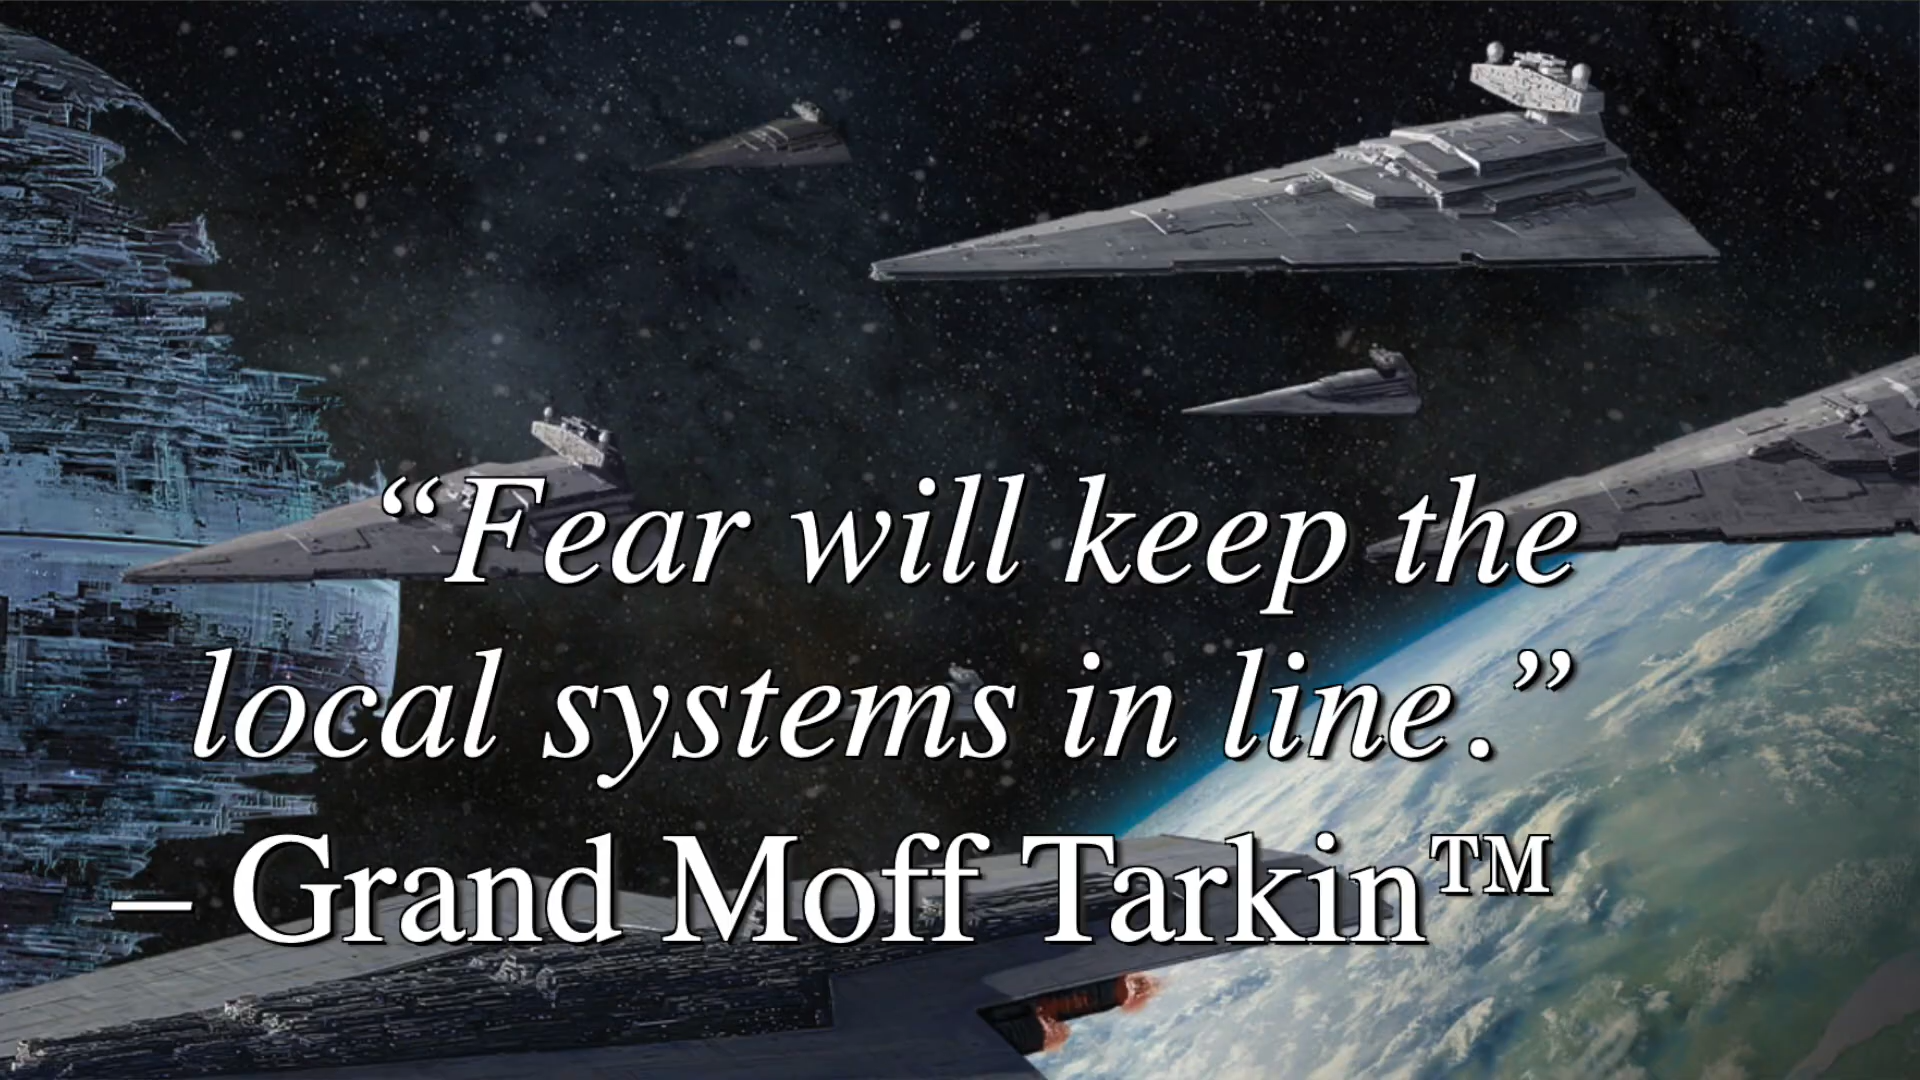 “Fear will keep the
local systems in line.”
– Grand Moff Tarkin™